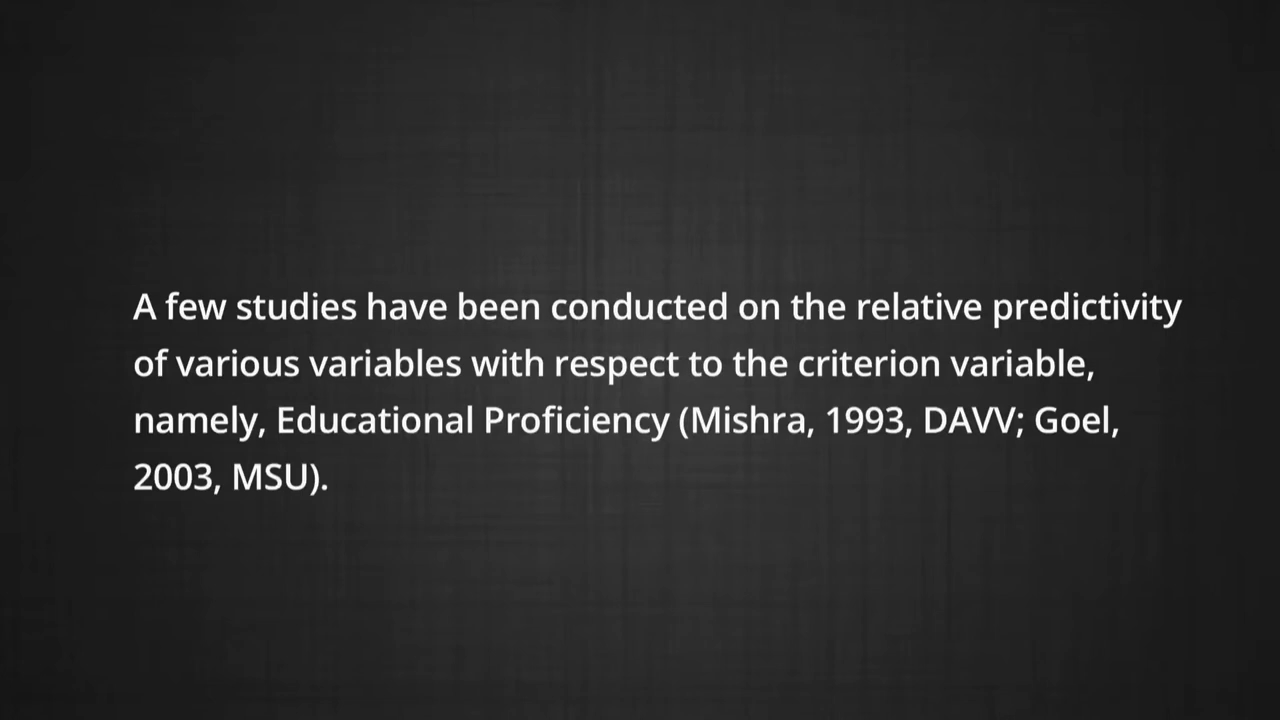 A few studies have been conducted on the relative predictivity
of various variables with respect to the criterion variable,
namely, Educational Proficiency (Mishra, 1993, DAVV; Goel,
2003, MSU).